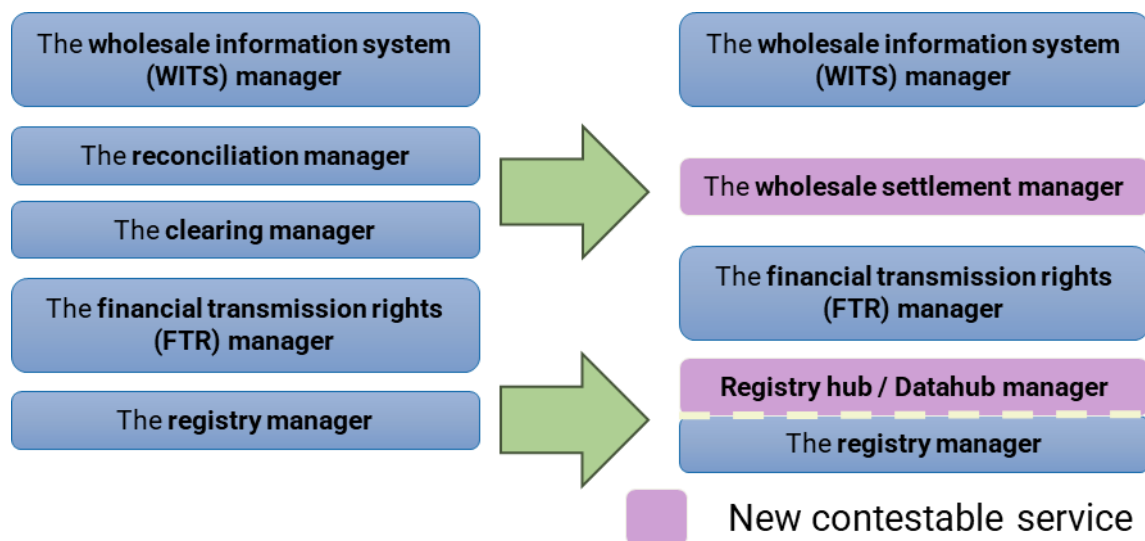 The wholesale information system
(WITS) manager
The reconciliation manager
The clearing manager
The financial transmission rights
(FTR) manager
The registry manager
The wholesale information system
(WITS) manager
The wholesale settlement manager
The financial transmission rights
(FTR) manager
Registry hub / Datahub manager
The registry manager
New contestable service